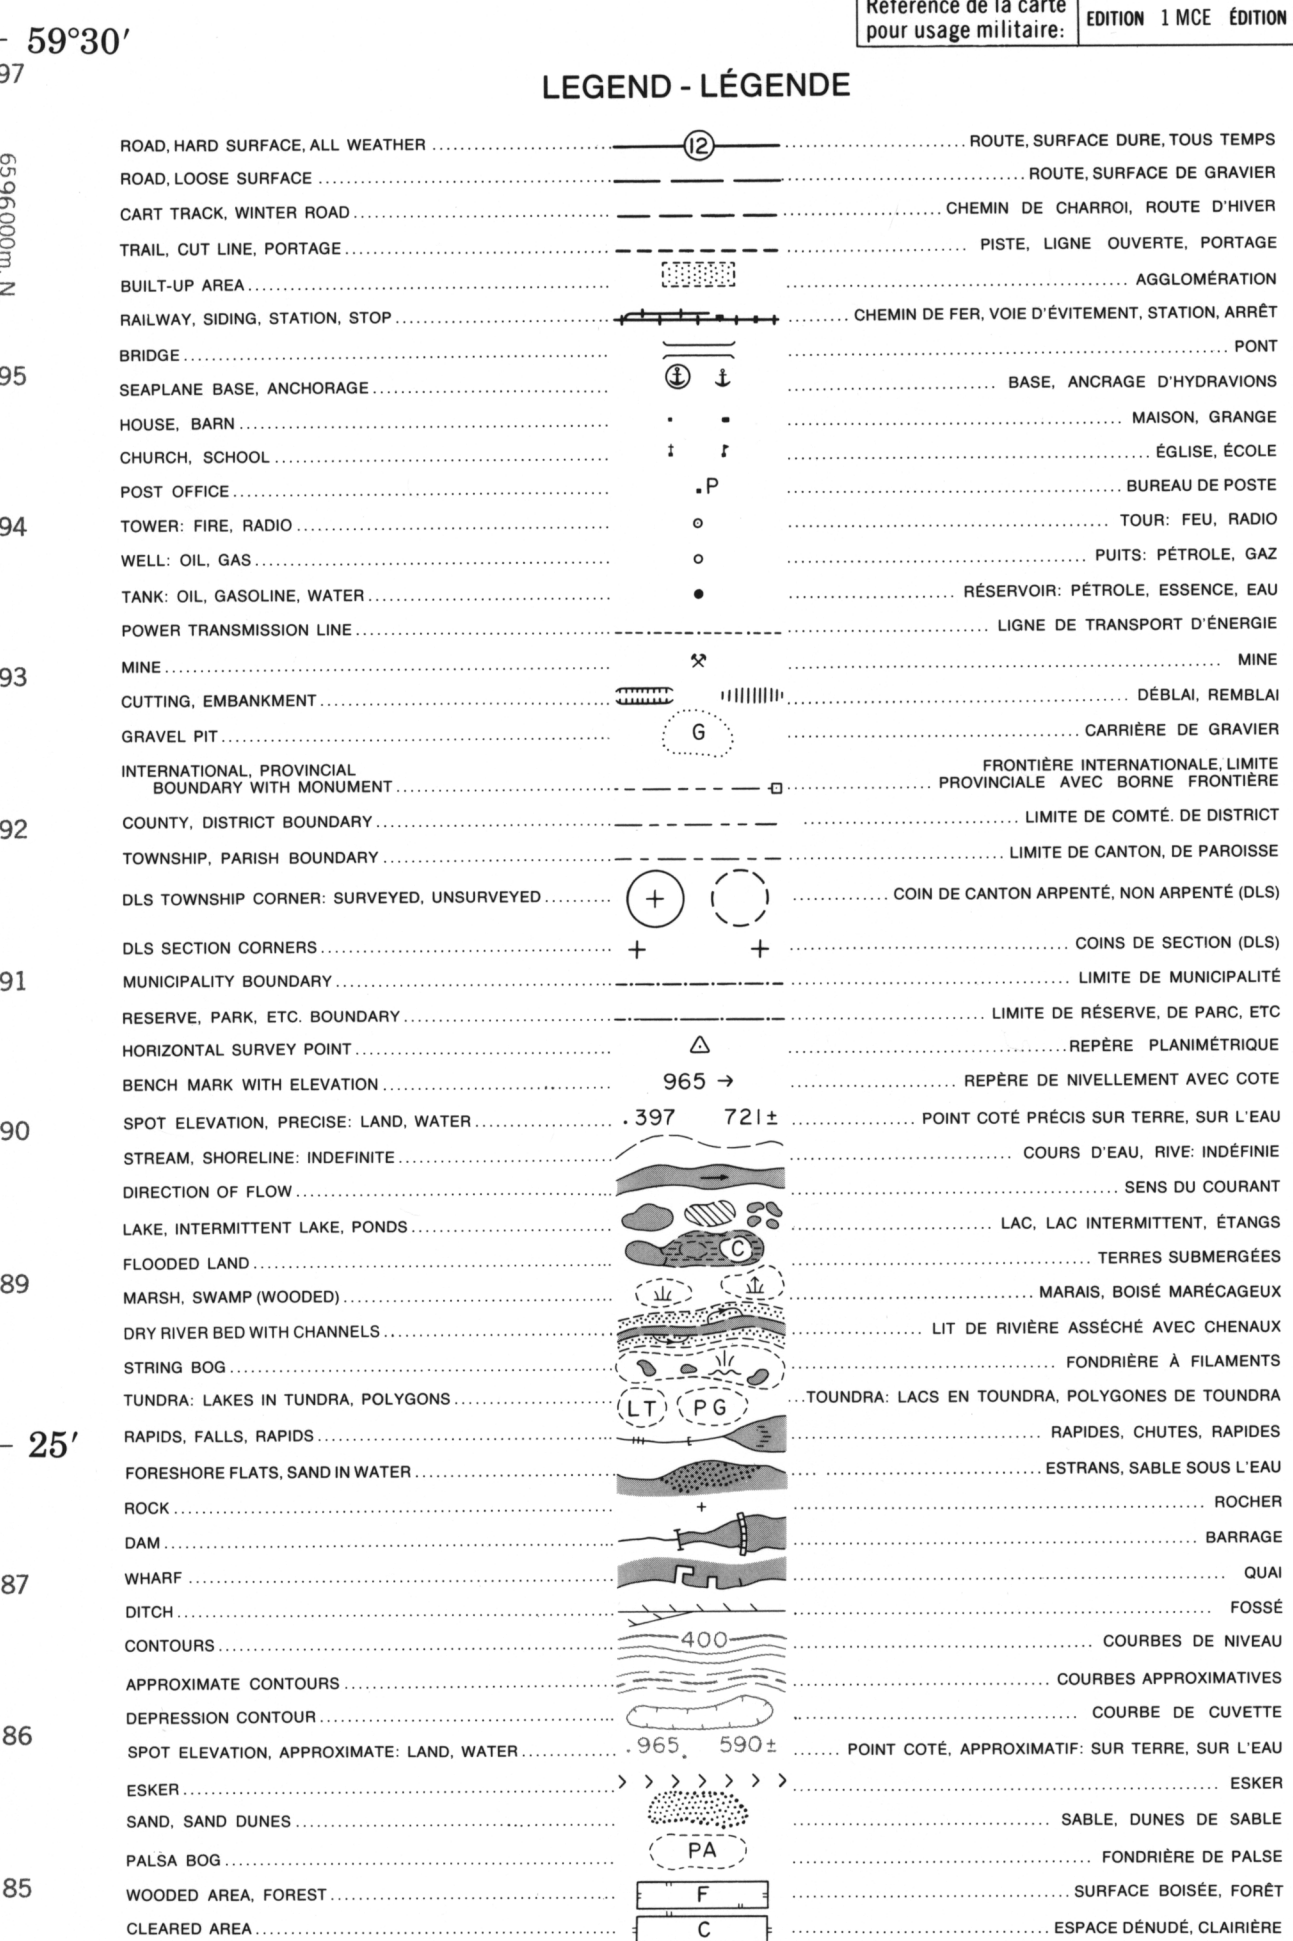 Référence de la carte
pour usage militaire:
EDITION 1 MCE ÉDITION
59°30′
97
6596000m. N
95
94
93
92
91
90
89
25′
87
86
85
LEGEND - LÉGENDE
ROAD, HARD SURFACE, ALL WEATHER 12 ROUTE, SURFACE DURE, TOUS TEMPS
ROAD, LOOSE SURFACE ROUTE, SURFACE DE GRAVIER
CART TRACK, WINTER ROAD CHEMIN DE CHARROI, ROUTE D'HIVER
TRAIL, CUT LINE, PORTAGE PISTE, LIGNE OUVERTE, PORTAGE
BUILT-UP AREA AGGLOMÉRATION
RAILWAY, SIDING, STATION, STOP CHEMIN DE FER, VOIE D'ÉVITEMENT, STATION, ARRÊT
BRIDGE PONT
SEAPLANE BASE, ANCHORAGE BASE, ANCRAGE D'HYDRAVIONS
HOUSE, BARN MAISON, GRANGE
CHURCH, SCHOOL ÉGLISE, ÉCOLE
POST OFFICE .P BUREAU DE POSTE
TOWER: FIRE, RADIO TOUR: FEU, RADIO
WELL: OIL, GAS PUITS: PÉTROLE, GAZ
TANK: OIL, GASOLINE, WATER RÉSERVOIR: PÉTROLE, ESSENCE, EAU
POWER TRANSMISSION LINE LIGNE DE TRANSPORT D'ÉNERGIE
MINE MINE
CUTTING, EMBANKMENT DÉBLAI, REMBLAI
GRAVEL PIT G CARRIÈRE DE GRAVIER
INTERNATIONAL, PROVINCIAL FRONTIÈRE INTERNATIONALE, LIMITE
BOUNDARY WITH MONUMENT PROVINCIALE AVEC BORNE FRONTIÈRE
COUNTY, DISTRICT BOUNDARY LIMITE DE COMTÉ. DE DISTRICT
TOWNSHIP, PARISH BOUNDARY LIMITE DE CANTON, DE PAROISSE
DLS TOWNSHIP CORNER: SURVEYED, UNSURVEYED COIN DE CANTON ARPENTÉ, NON ARPENTÉ (DLS)
DLS SECTION CORNERS COINS DE SECTION (DLS)
MUNICIPALITY BOUNDARY LIMITE DE MUNICIPALITÉ
RESERVE, PARK, ETC. BOUNDARY LIMITE DE RÉSERVE, DE PARC, ETC
HORIZONTAL SURVEY POINT REPÈRE PLANIMÉTRIQUE
BENCH MARK WITH ELEVATION 965 → REPÈRE DE NIVELLEMENT AVEC COTE
SPOT ELEVATION, PRECISE: LAND, WATER .397 721± POINT COTÉ PRÉCIS SUR TERRE, SUR L'EAU
STREAM, SHORELINE: INDEFINITE COURS D'EAU, RIVE: INDÉFINIE
DIRECTION OF FLOW SENS DU COURANT
LAKE, INTERMITTENT LAKE, PONDS LAC, LAC INTERMITTENT, ÉTANGS
FLOODED LAND C TERRES SUBMERGÉES
MARSH, SWAMP (WOODED) MARAIS, BOISÉ MARÉCAGEUX
DRY RIVER BED WITH CHANNELS LIT DE RIVIÈRE ASSÉCHÉ AVEC CHENAUX
STRING BOG FONDRIÈRE À FILAMENTS
TUNDRA: LAKES IN TUNDRA, POLYGONS LT PG TOUNDRA: LACS EN TOUNDRA, POLYGONES DE TOUNDRA
RAPIDS, FALLS, RAPIDS RAPIDES, CHUTES, RAPIDES
FORESHORE FLATS, SAND IN WATER ESTRANS, SABLE SOUS L'EAU
ROCK ROCHER
DAM BARRAGE
WHARF QUAI
DITCH FOSSÉ
CONTOURS 400 COURBES DE NIVEAU
APPROXIMATE CONTOURS COURBES APPROXIMATIVES
DEPRESSION CONTOUR COURBE DE CUVETTE
SPOT ELEVATION, APPROXIMATE: LAND, WATER .965. 590± POINT COTÉ, APPROXIMATIF: SUR TERRE, SUR L'EAU
ESKER ESKER
SAND, SAND DUNES SABLE, DUNES DE SABLE
PALSA BOG PA FONDRIÈRE DE PALSE
WOODED AREA, FOREST F SURFACE BOISÉE, FORÊT
CLEARED AREA C ESPACE DÉNUDÉ, CLAIRIÈRE